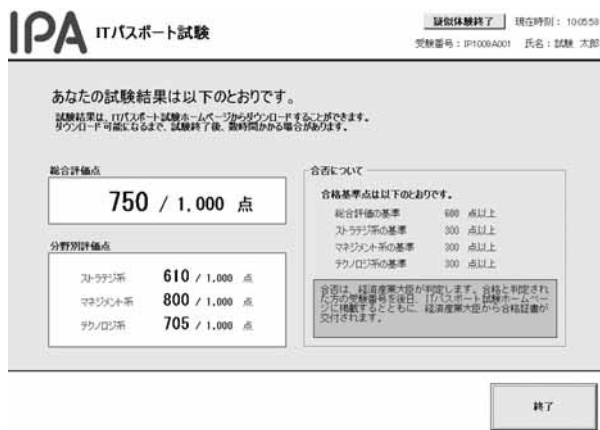 IPA ITパスポート試験
疑似体験終了 現在時刻： 10:05:58
受験番号：IP1009A001 氏名：試験 太郎
あなたの試験結果は以下のとおりです。
試験結果は、ITパスポート試験ホームページからダウンロードすることができます。
ダウンロード可能になるまで、試験終了後、数時間かかる場合があります。
総合評価点
750 / 1,000 点
分野別評価点
ストラテジ系 610 / 1,000 点
マネジメント系 800 / 1,000 点
テクノロジ系 705 / 1,000 点
合否について
合格基準点は以下のとおりです。
総合評価の基準 600 点以上
ストラテジ系の基準 300 点以上
マネジメント系の基準 300 点以上
テクノロジ系の基準 300 点以上
合否は、経済産業大臣が判定します。合格と判定され
た方の受験番号を後日、ITパスポート試験ホームペー
ジに掲載するとともに、経済産業大臣から合格証書が
交付されます。
終了